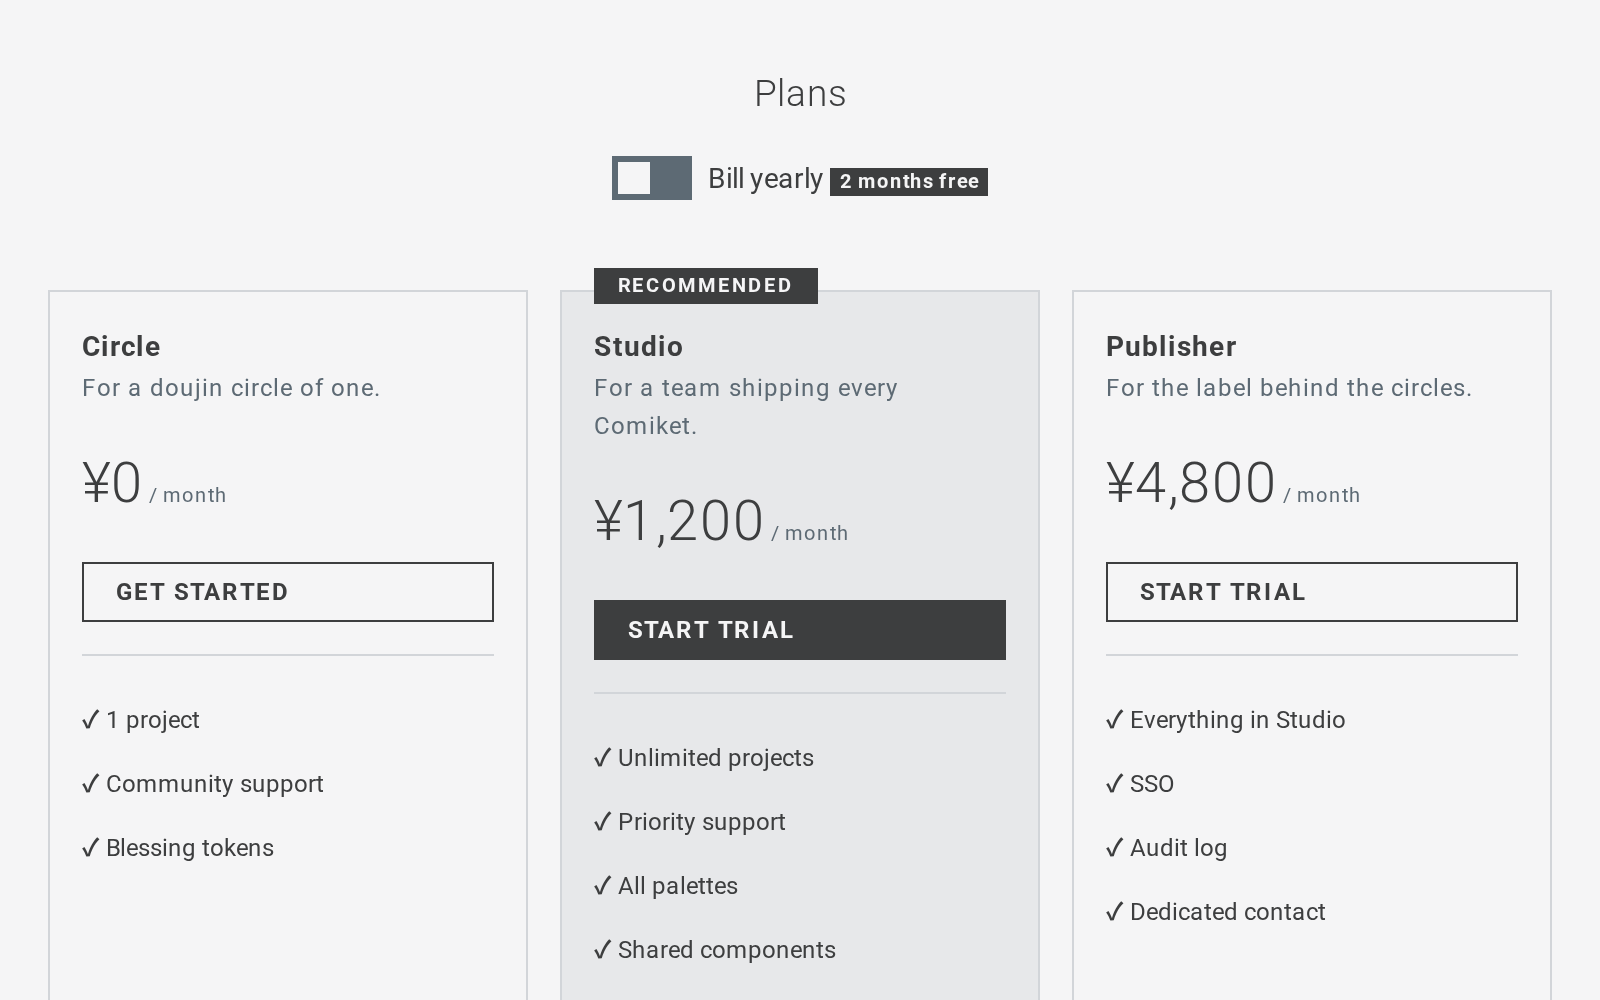 Plans
Bill yearly 2 months free
Circle
For a doujin circle of one.
¥0 / month
GET STARTED
✓ 1 project
✓ Community support
✓ Blessing tokens
RECOMMENDED
Studio
For a team shipping every
Comiket.
¥1,200 / month
START TRIAL
✓ Unlimited projects
✓ Priority support
✓ All palettes
✓ Shared components
Publisher
For the label behind the circles.
¥4,800 / month
START TRIAL
✓ Everything in Studio
✓ SSO
✓ Audit log
✓ Dedicated contact